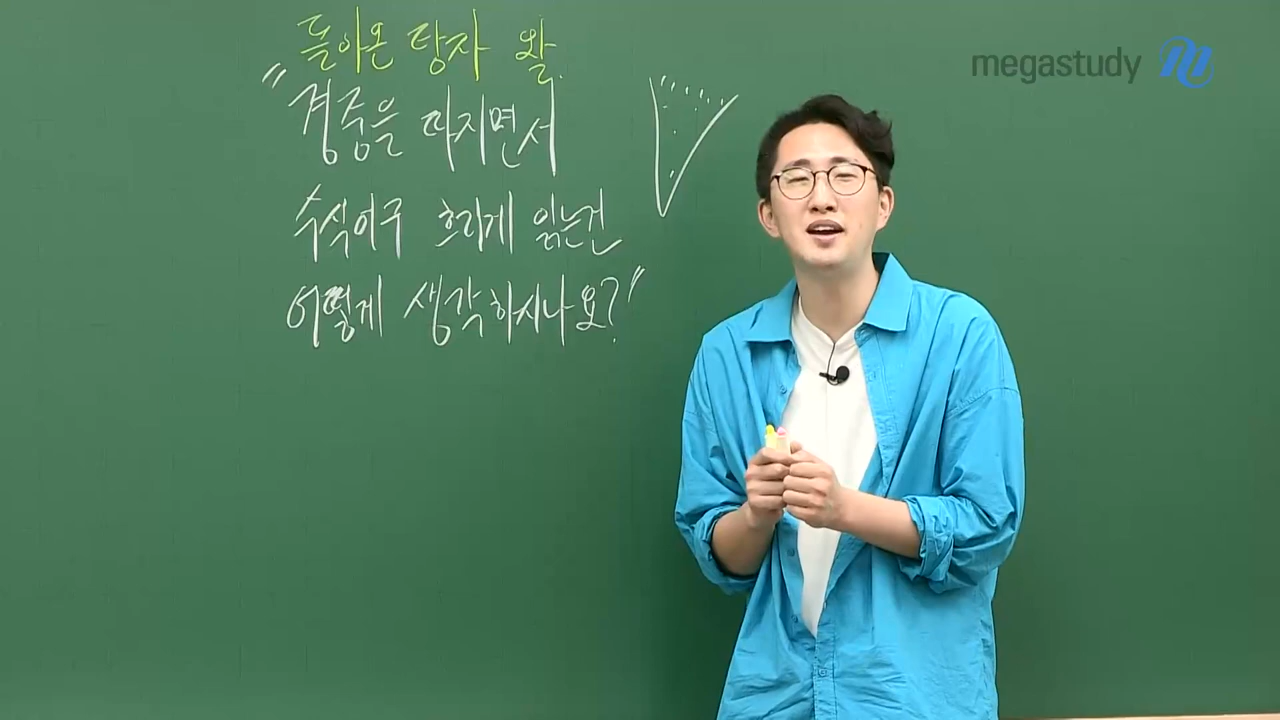 돌아온 탕자 왈.
"경중을 따지면서
수식어구 흐리게 읽는건
어떻게 생각하시나요?"
megastudy